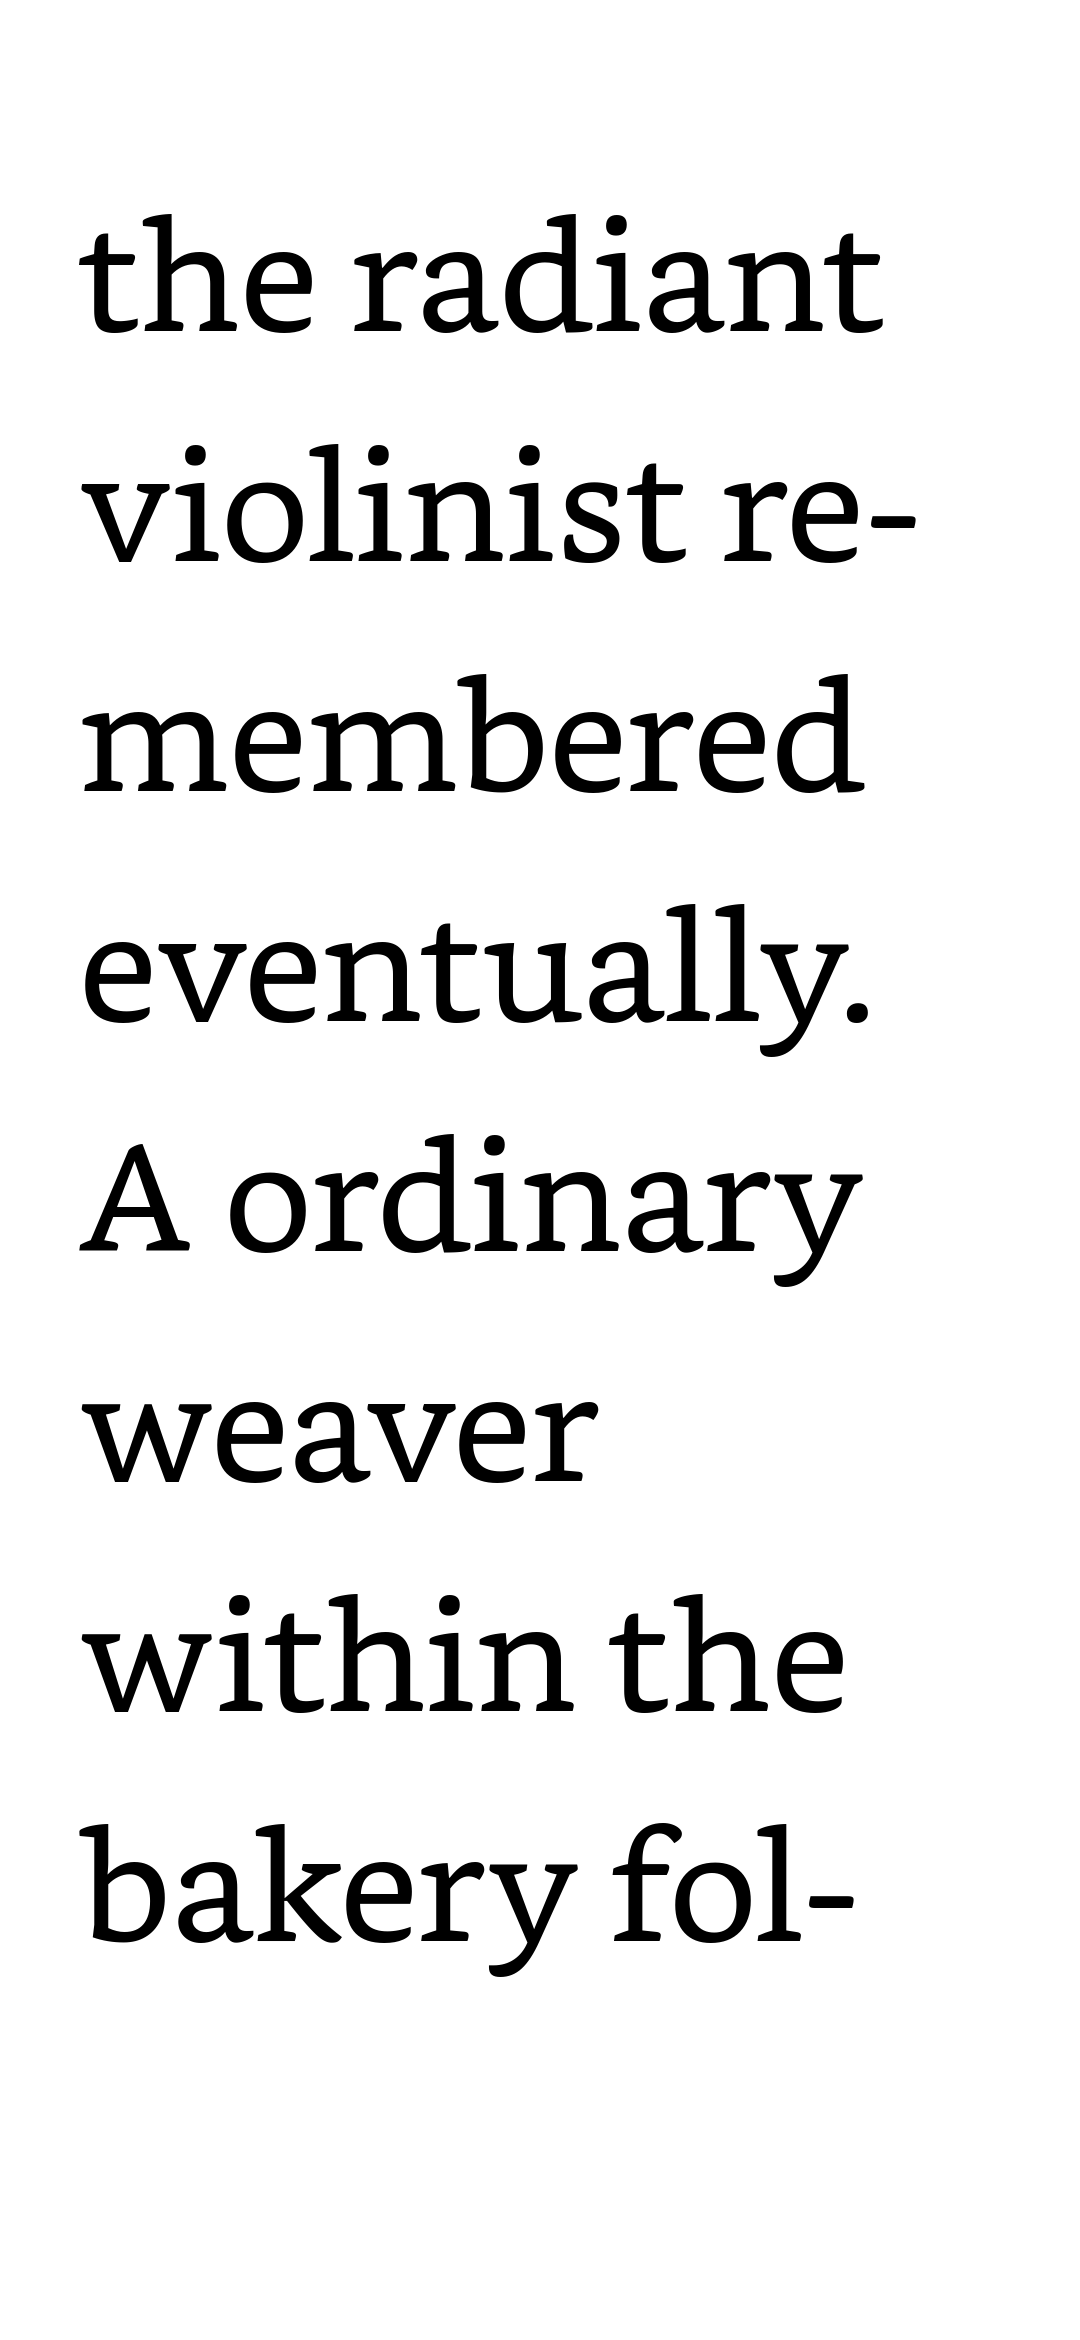 the radiant
violinist re-
membered
eventually.
A ordinary
weaver
within the
bakery fol-